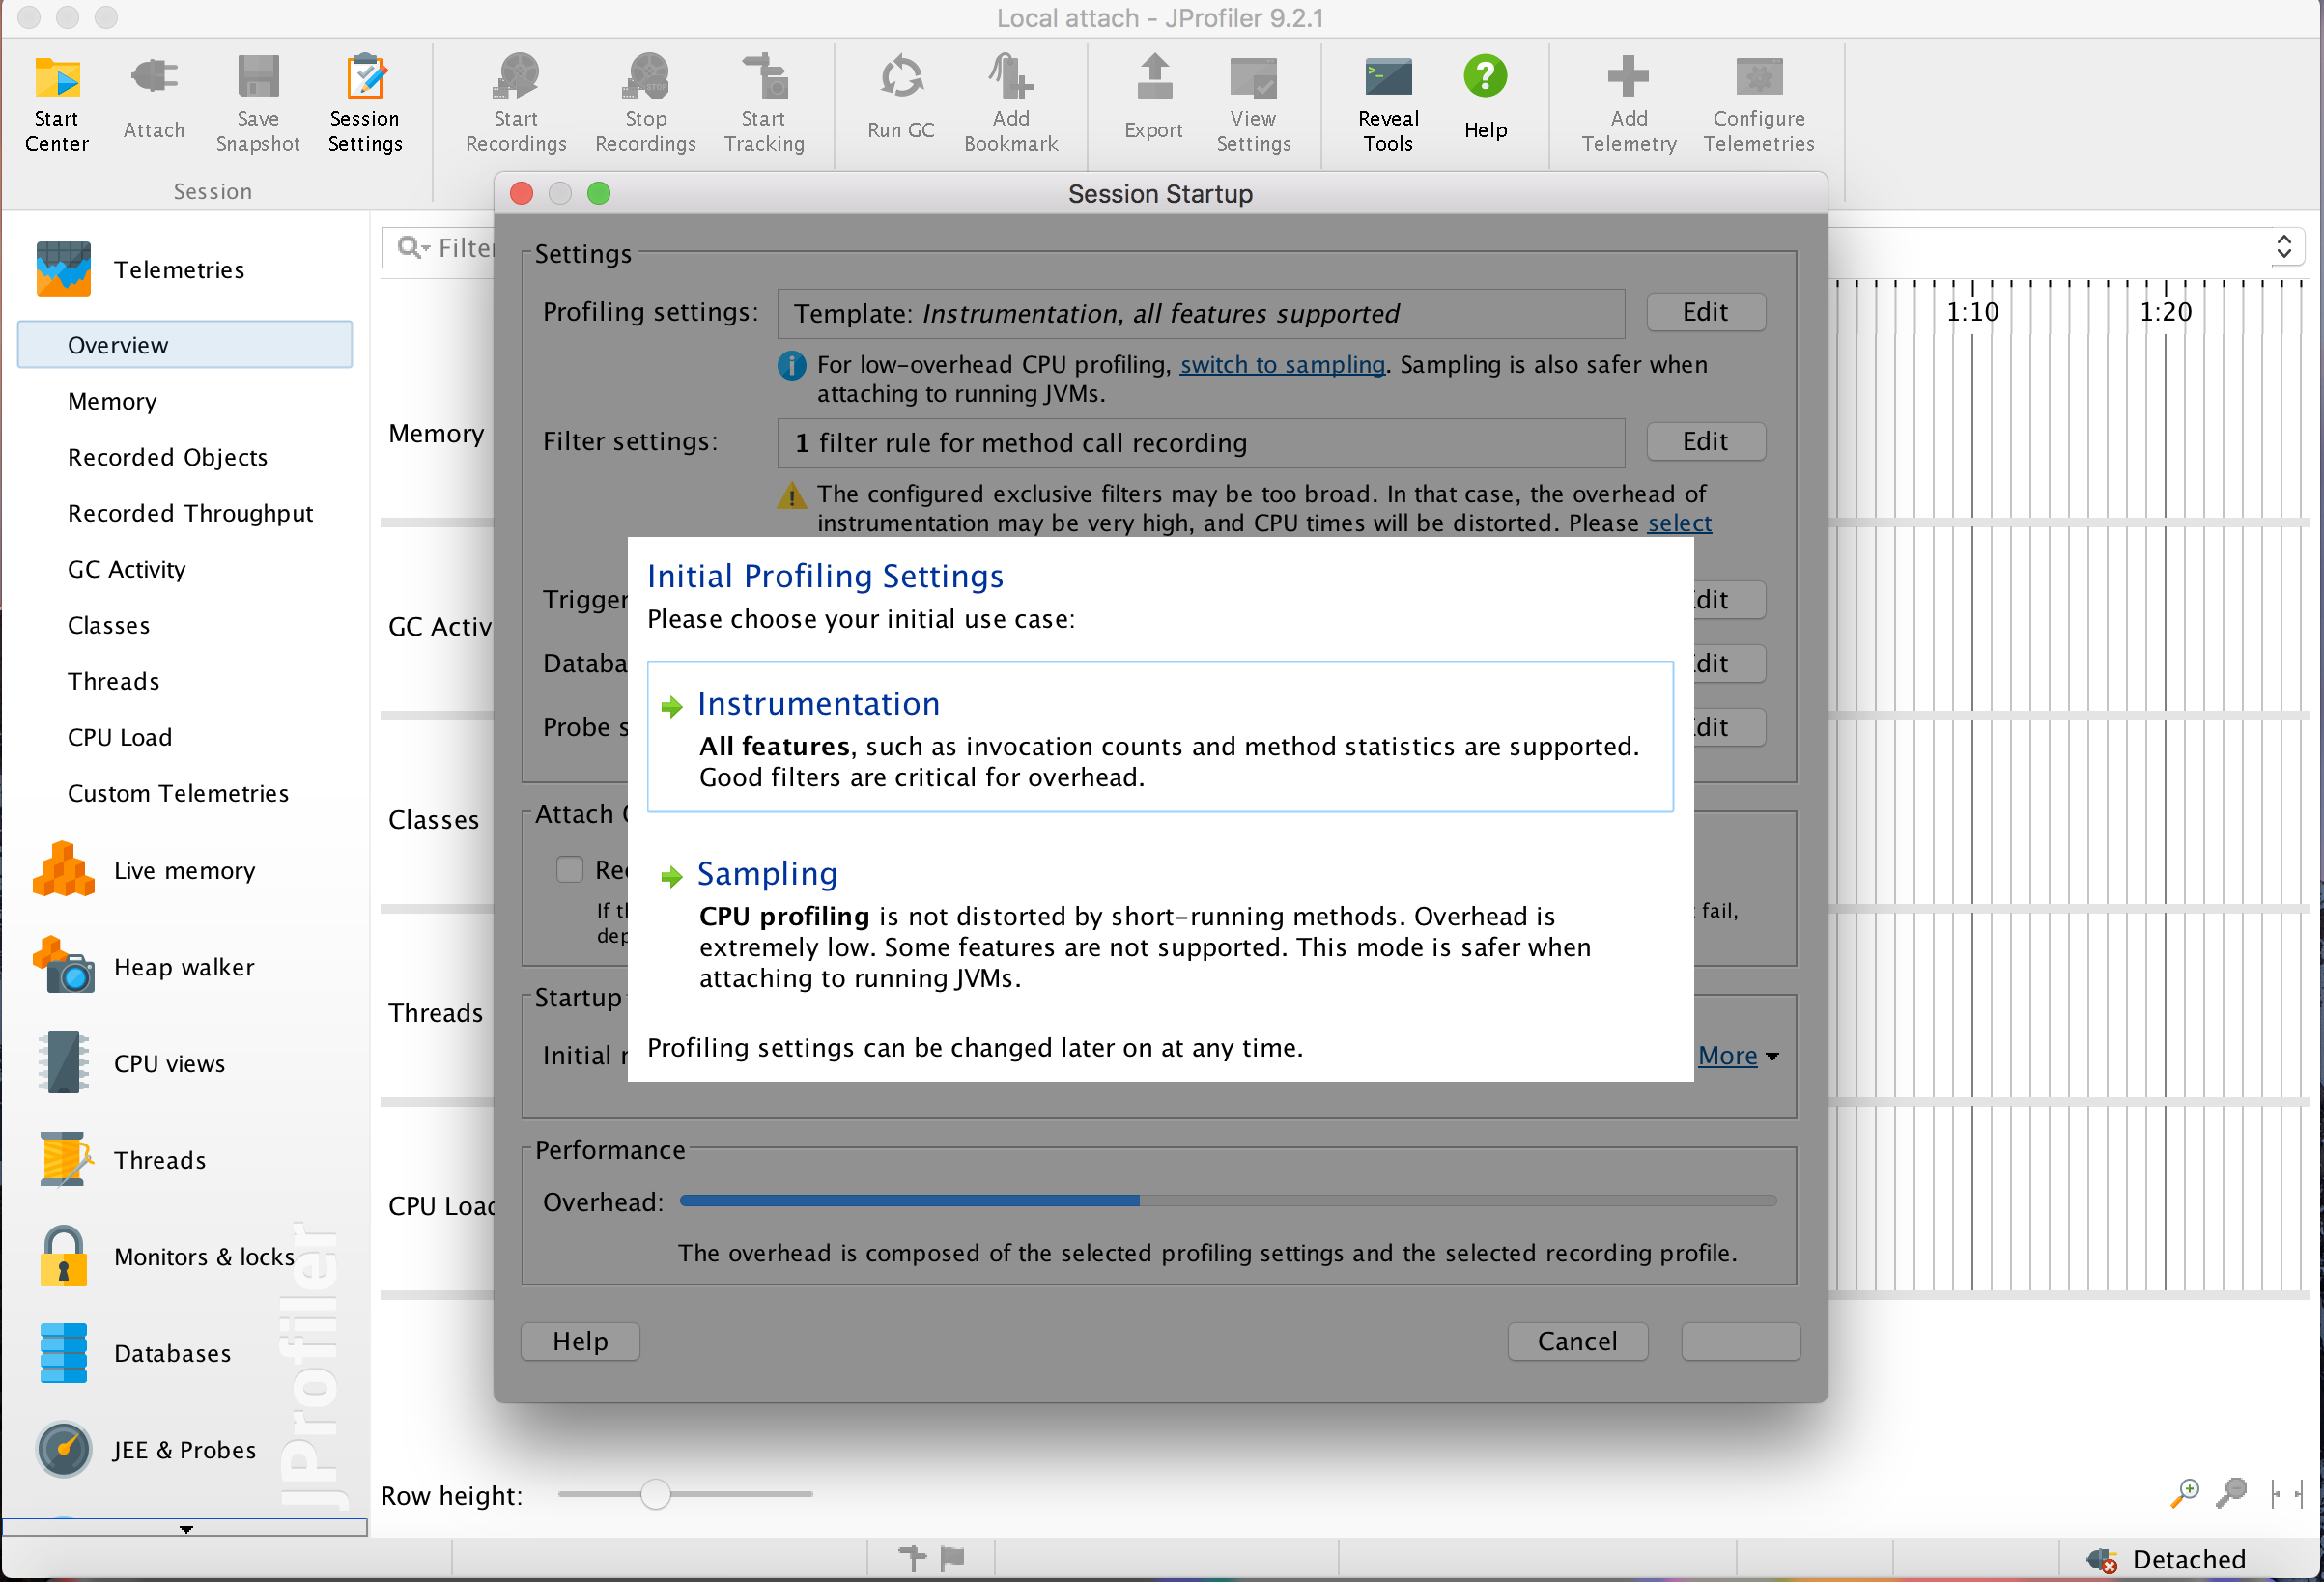 Local attach - JProfiler 9.2.1
Start Center
Attach
Save Snapshot
Session Settings
Start Recordings
Stop Recordings
Start Tracking
Run GC
Add Bookmark
Export
View Settings
Reveal Tools
Help
Add Telemetry
Configure Telemetries
Session
Session Startup
Telemetries
Overview
Memory
Recorded Objects
Recorded Throughput
GC Activity
Classes
Threads
CPU Load
Custom Telemetries
Live memory
Heap walker
CPU views
Threads
Monitors & locks
Databases
JEE & Probes
JProfiler
Filter
1:10
1:20
Memory
GC Activ
Classes
Threads
CPU Load
Row height:
Settings
Profiling settings:
Template: Instrumentation, all features supported
Edit
For low-overhead CPU profiling, switch to sampling. Sampling is also safer when
attaching to running JVMs.
Filter settings:
1 filter rule for method call recording
Edit
The configured exclusive filters may be too broad. In that case, the overhead of
instrumentation may be very high, and CPU times will be distorted. Please select
Trigger
dit
Databa
dit
Probe s
dit
Initial Profiling Settings
Please choose your initial use case:
Instrumentation
All features, such as invocation counts and method statistics are supported.
Good filters are critical for overhead.
Sampling
CPU profiling is not distorted by short-running methods. Overhead is
extremely low. Some features are not supported. This mode is safer when
attaching to running JVMs.
Profiling settings can be changed later on at any time.
Attach
Re
If
fail,
dep
Startup
Initial
More
Performance
Overhead:
The overhead is composed of the selected profiling settings and the selected recording profile.
Help
Cancel
Detached